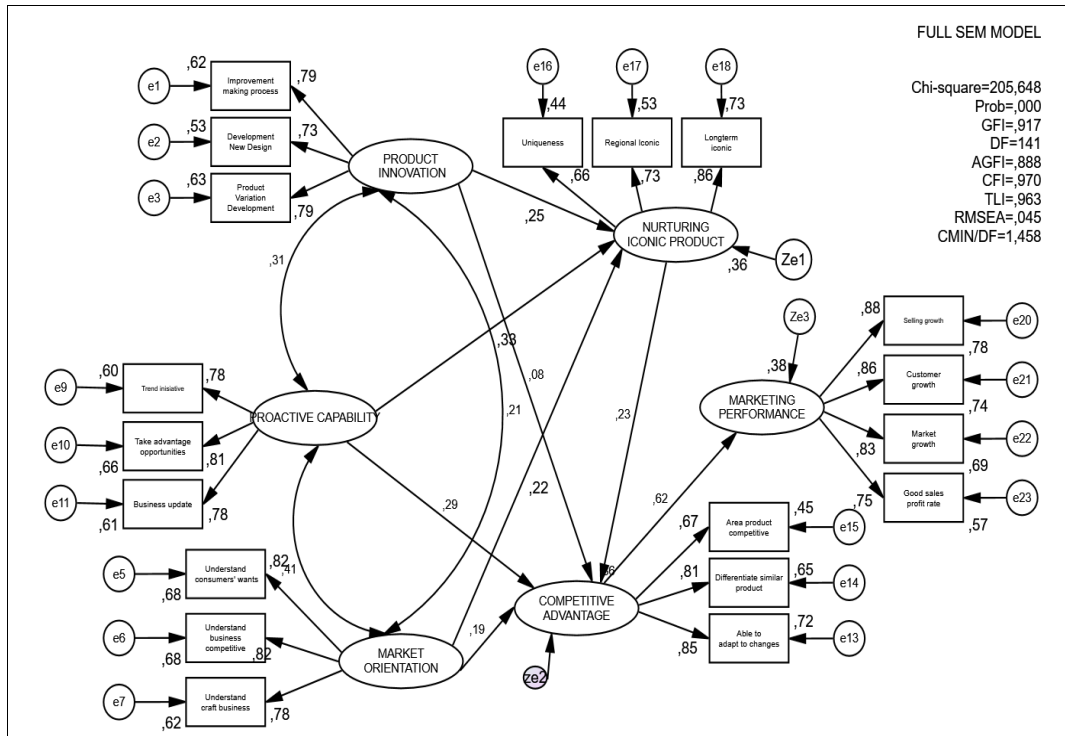 FULL SEM MODEL
Chi-square=205,648
Prob=,000
GFI=,917
DF=141
AGFI=,888
CFI=,970
TLI=,963
RMSEA=,045
CMIN/DF=1,458
e1
,62
Improvement
making process
,79
e2
,53
Development
New Design
,73
e3
,63
Product
Variation
Development
,79
PRODUCT
INNOVATION
e16
e17
e18
,44
,53
,73
Uniqueness
Regional Iconic
Longterm
iconic
,66
,73
,86
,25
NURTURING
ICONIC PRODUCT
,36
Ze1
,31
,33
,08
,21
,23
,22
Ze3
,38
MARKETING
PERFORMANCE
,88
Selling growth
e20
,78
,86
Customer
growth
e21
,74
,83
Market
growth
e22
,69
,75
Good sales
profit rate
e23
,57
e9
,60
Trend inisiative
,78
e10
,66
Take advantage
opportunities
,81
e11
,61
Business update
,78
PROACTIVE CAPABILITY
,29
,62
,41
e5
,68
Understand
consumers' wants
,82
e6
,68
Understand
business
competitive
,82
e7
,62
Understand
craft business
,78
MARKET
ORIENTATION
,19
COMPETITIVE
ADVANTAGE
ze2
,67
Area product
competitive
,45
e15
,81
Differentiate similar
product
,65
e14
,85
Able to
adapt to changes
,72
e13